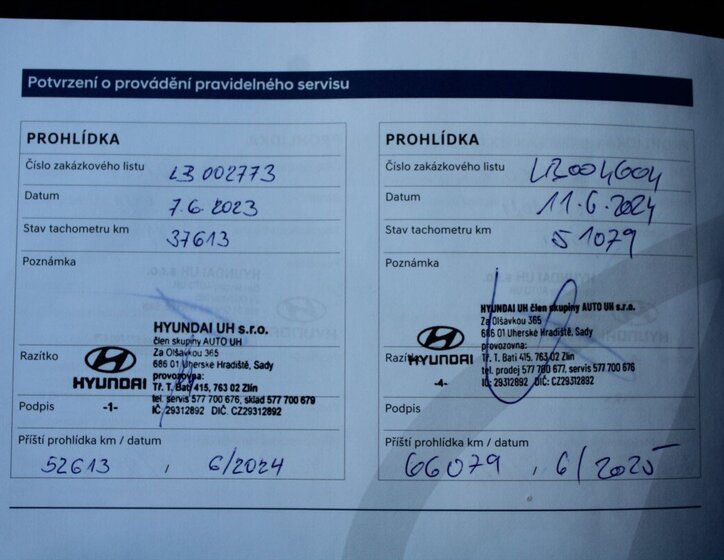 Potvrzení o provádění pravidelného servisu
PROHLÍDKA
Číslo zakázkového listu LB002773
Datum 7.6.2023
Stav tachometru km 37613
Poznámka
HYUNDAI UH s.r.o.
člen skupiny AUTO UH
Za Olšavkou 365
686 01 Uherské Hradiště, Sady
provozovna:
Tř. T. Bati 415, 763 02 Zlín
tel. servis 577 700 676, sklad 577 700 679
IČ: 29312892 DIČ: CZ29312892
Razítko
HYUNDAI
-1-
Podpis
Příští prohlídka km / datum
52613 , 6/2024
PROHLÍDKA
Číslo zakázkového listu LB004604
Datum 11.6.2024
Stav tachometru km 51079
Poznámka
HYUNDAI UH člen skupiny AUTO UH s.r.o.
Za Olšavkou 365
686 01 Uherské Hradiště, Sady
provozovna:
Tř. T. Bati 415, 763 02 Zlín
tel. prodej 577 700 677, servis 577 700 676
IČ: 29312892 DIČ: CZ29312892
Razítko
HYUNDAI
-4-
Podpis
Příští prohlídka km / datum
66079 , 6/2025